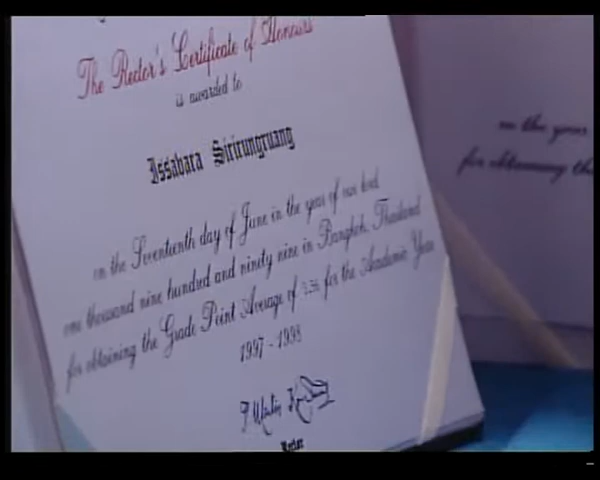 The Rector's Certificate of Honours
is awarded to
Issabara Sirirungruang
on the Seventeenth day of June in the year of our lord
one thousand nine hundred and ninety nine in Bangkok, Thailand
for obtaining the Grade Point Average of for the Academic Year
1997 - 1998
Rector
on the year
for obtaining the